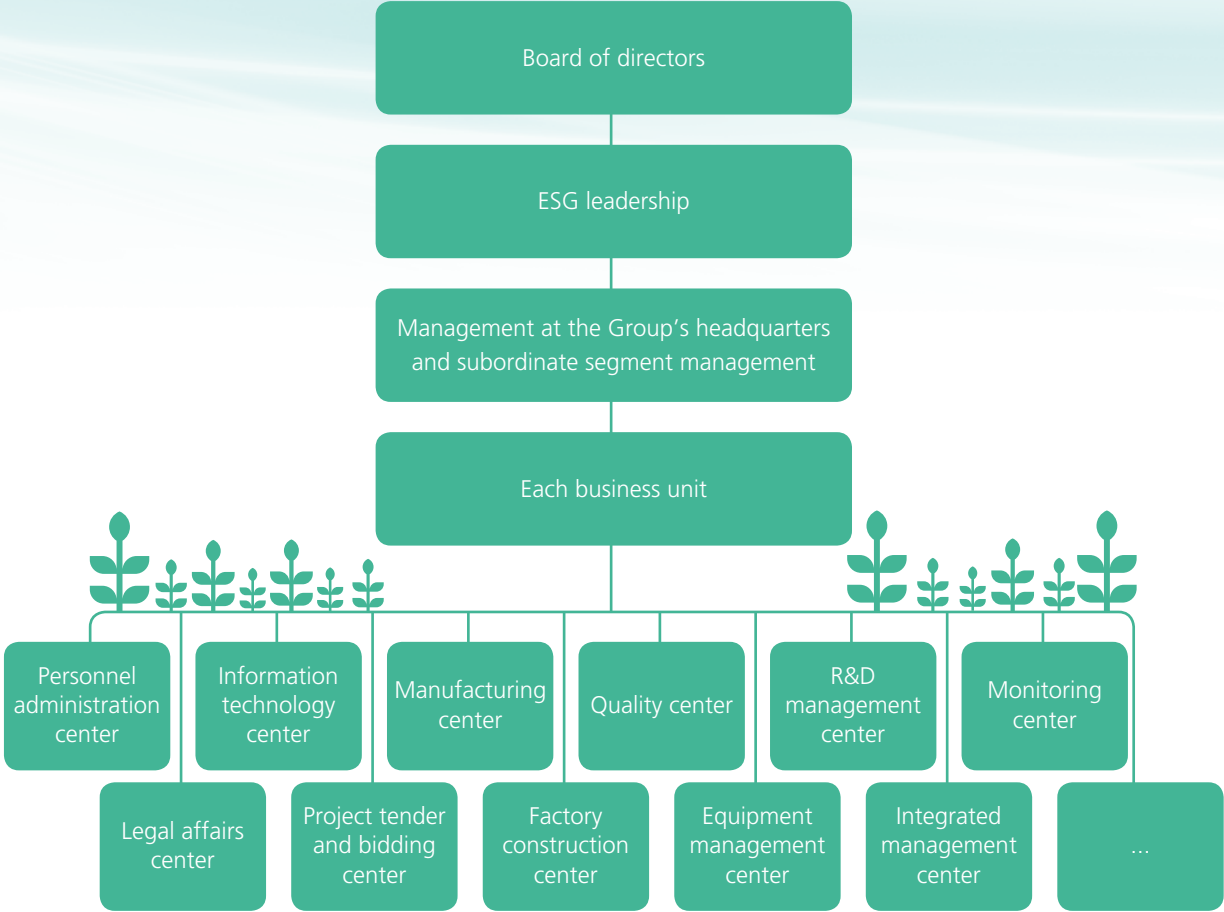 Board of directors
ESG leadership
Management at the Group’s headquarters
and subordinate segment management
Each business unit
Personnel
administration
center
Information
technology
center
Manufacturing
center
Quality center
R&D
management
center
Monitoring
center
Legal affairs
center
Project tender
and bidding
center
Factory
construction
center
Equipment
management
center
Integrated
management
center
...